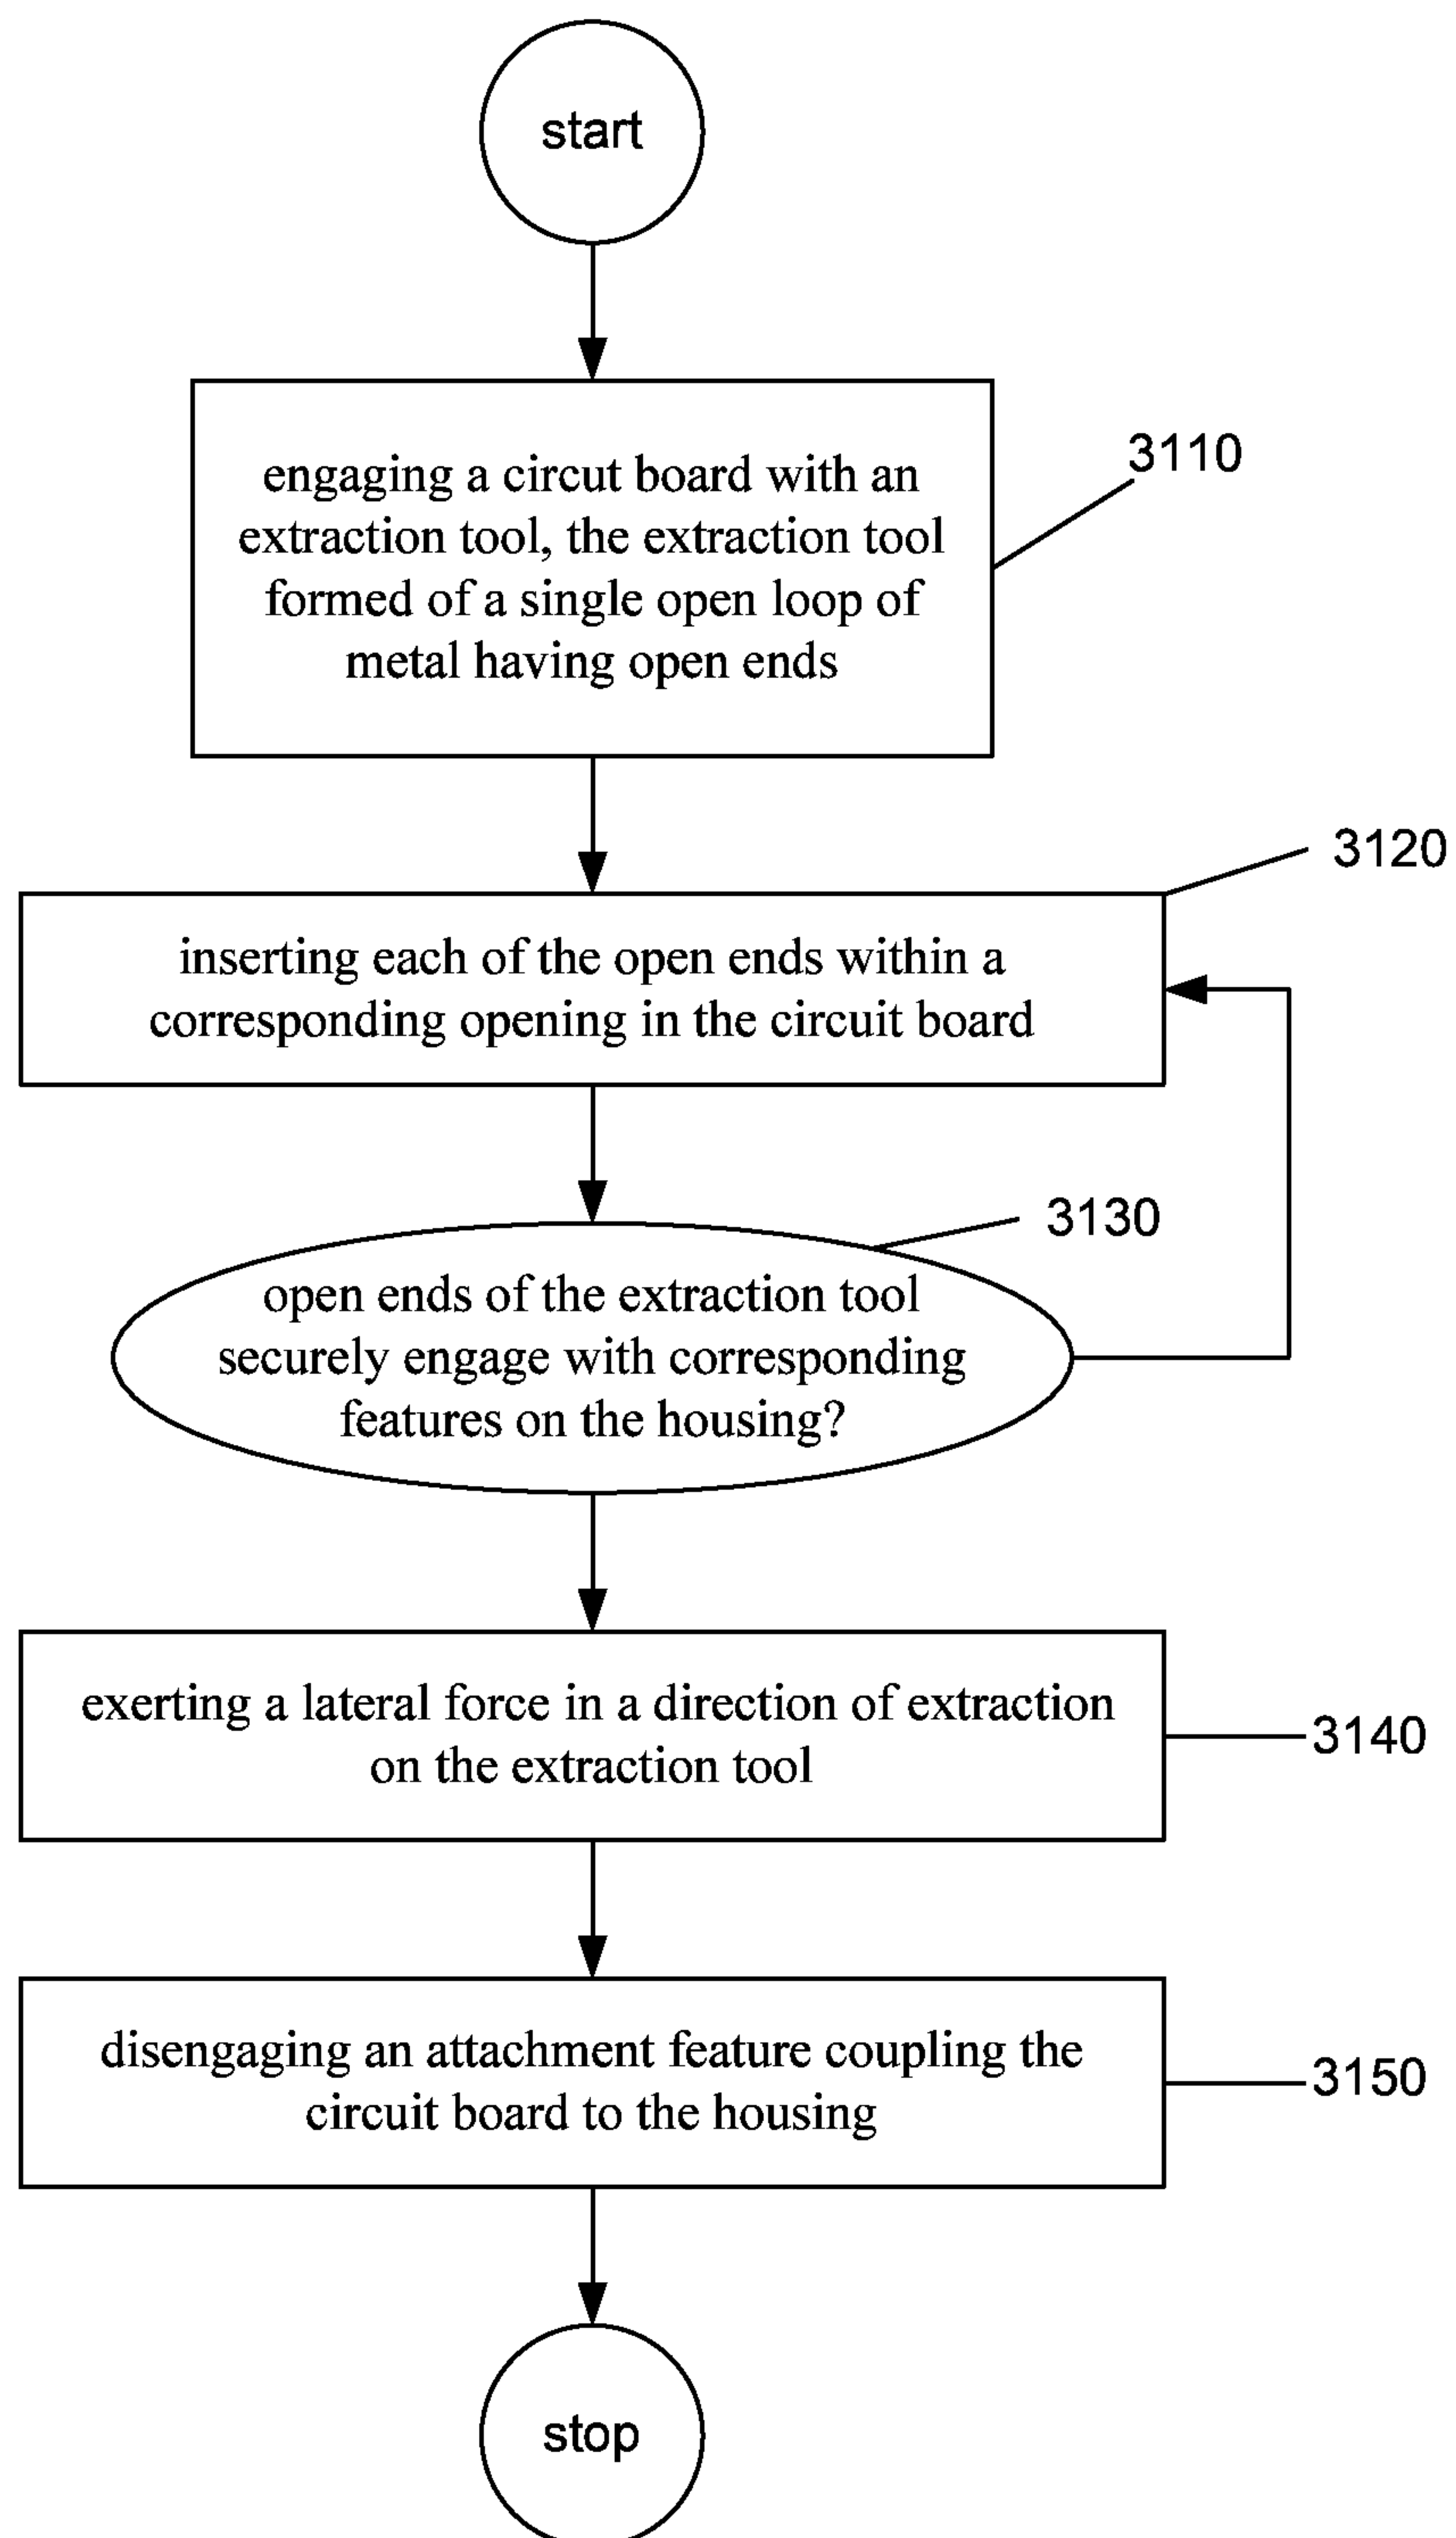 start
engaging a circut board with an
extraction tool, the extraction tool
formed of a single open loop of
metal having open ends
3110
3120
inserting each of the open ends within a
corresponding opening in the circuit board
3130
open ends of the extraction tool
securely engage with corresponding
features on the housing?
exerting a lateral force in a direction of extraction
on the extraction tool
3140
disengaging an attachment feature coupling the
circuit board to the housing
3150
stop